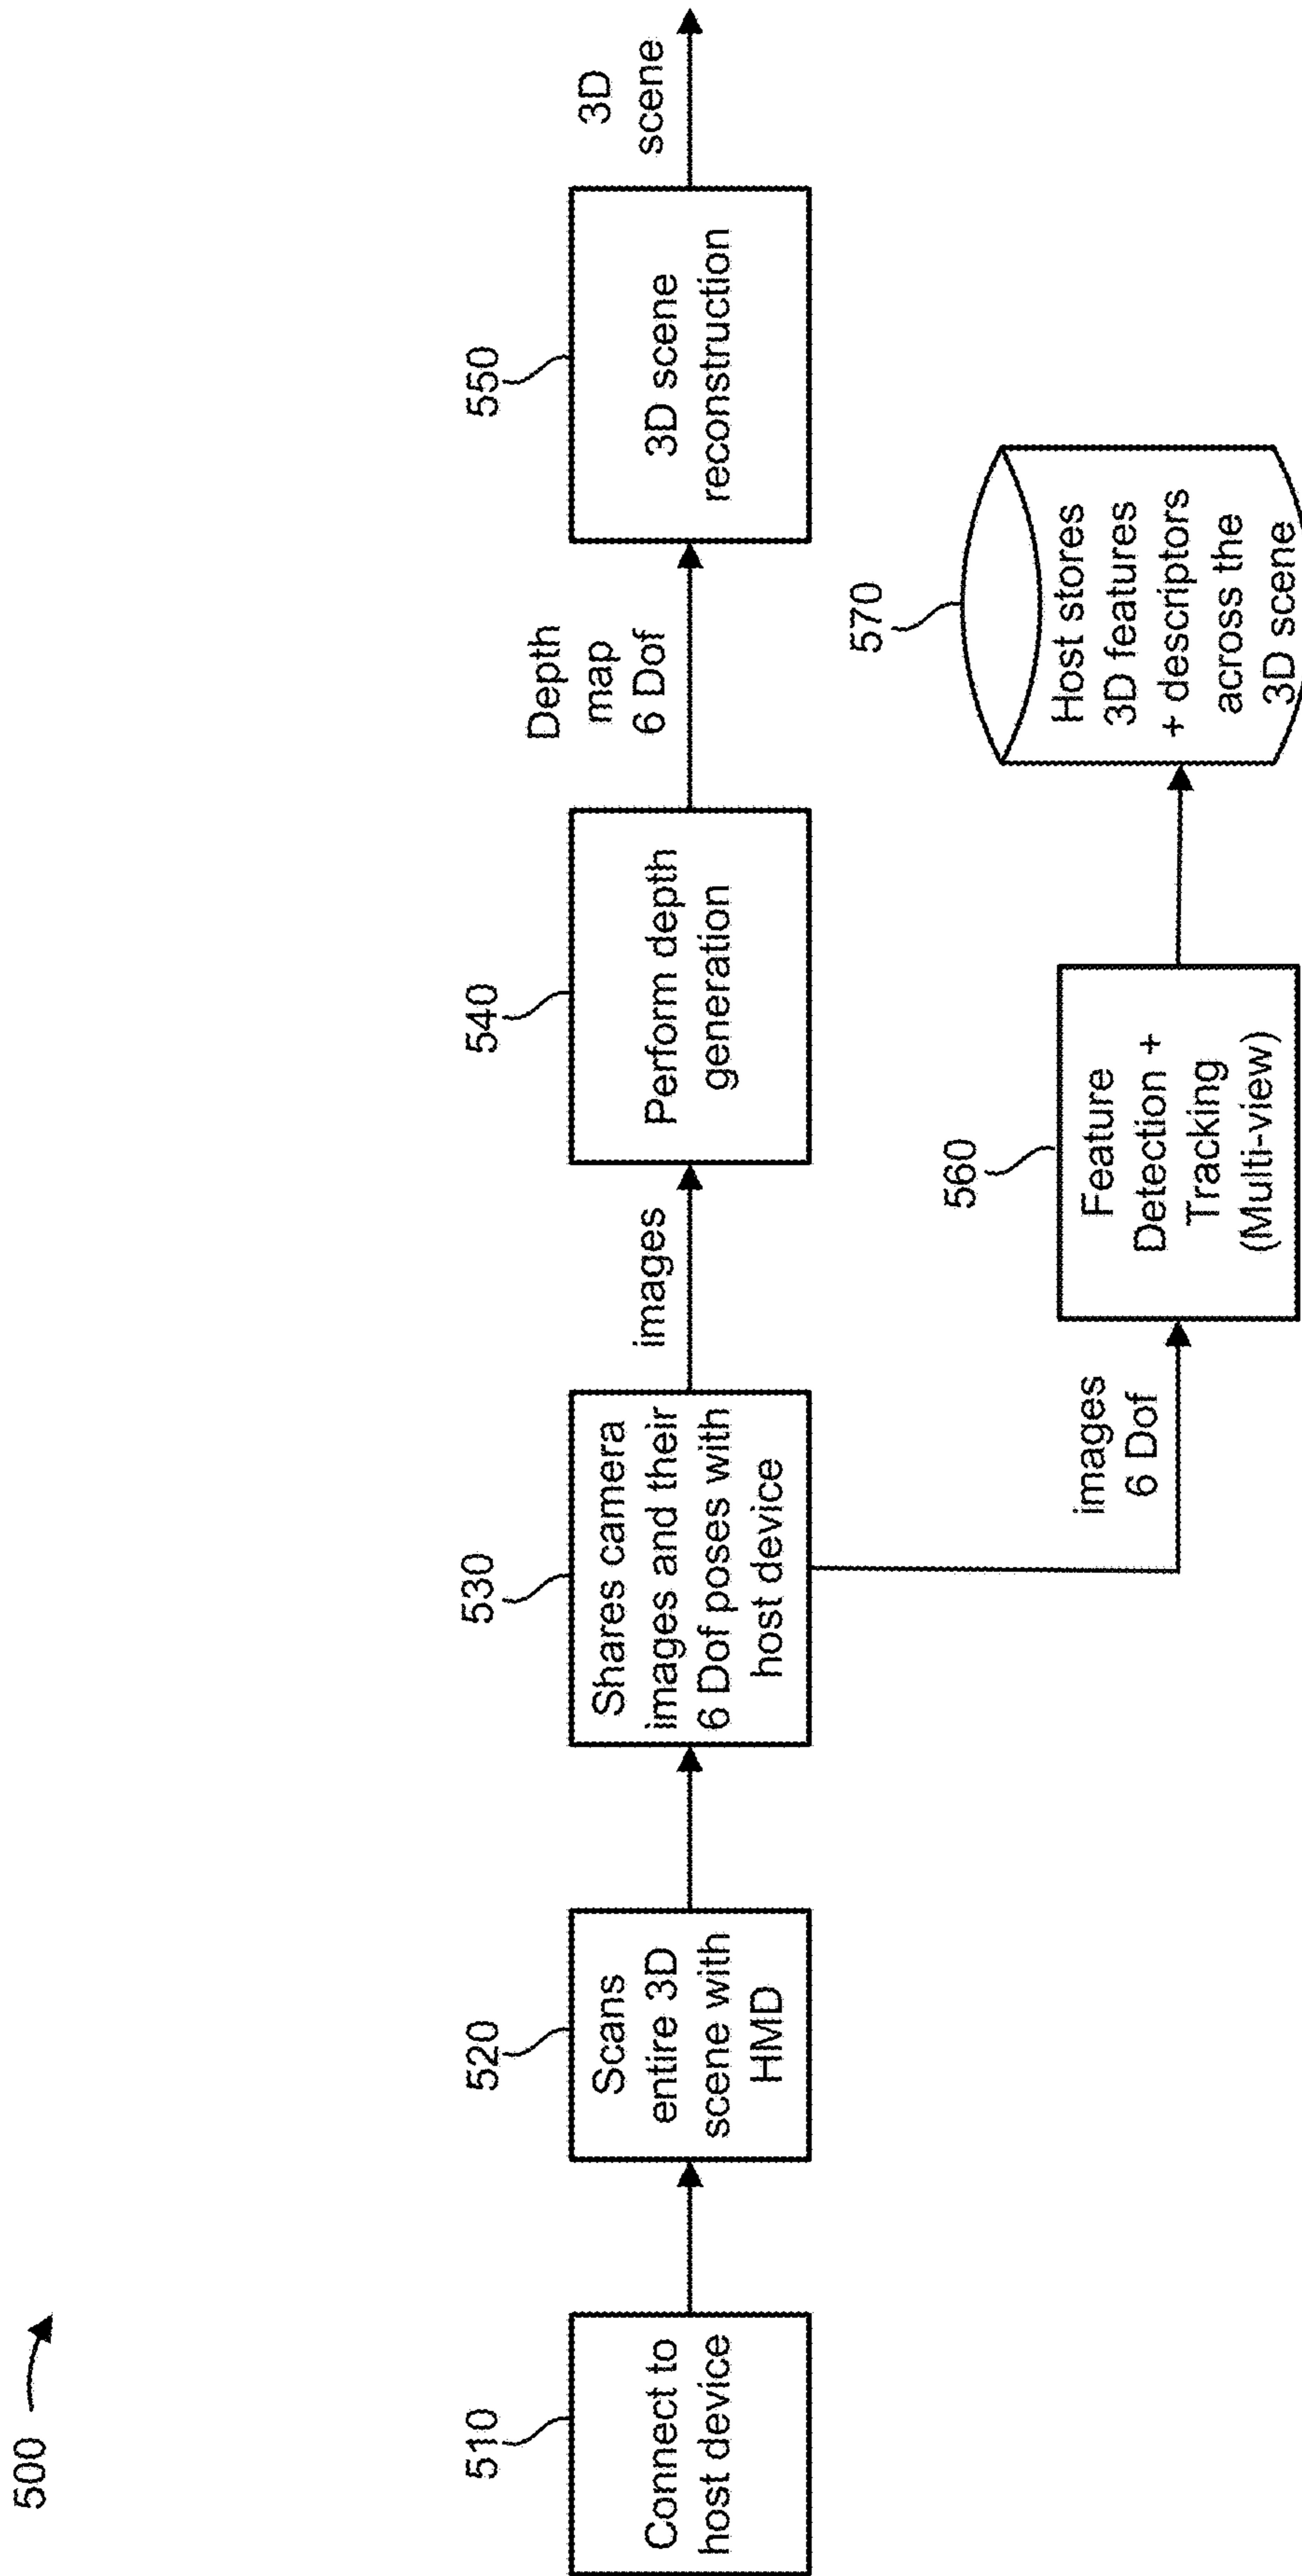 500
510
Connect to
host device
520
Scans
entire 3D
scene with
HMD
530
Shares camera
images and their
6 Dof poses with
host device
images
540
Perform depth
generation
Depth
map
6 Dof
550
3D scene
reconstruction
3D
scene
images
6 Dof
560
Feature
Detection +
Tracking
(Multi-view)
570
Host stores
3D features
+ descriptors
across the
3D scene